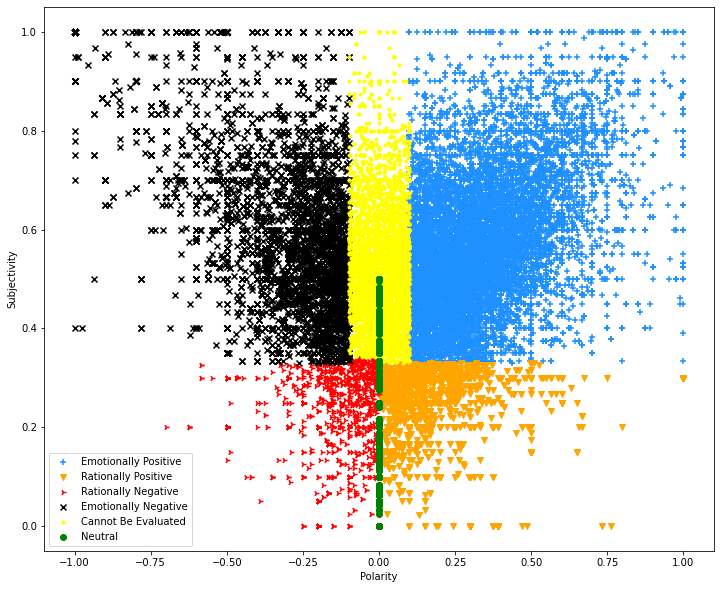 1.0
0.8
0.6
0.4
0.2
0.0
Subjectivity
Emotionally Positive
Rationally Positive
Rationally Negative
Emotionally Negative
Cannot Be Evaluated
Neutral
−1.00 −0.75 −0.50 −0.25 0.00 0.25 0.50 0.75 1.00
Polarity